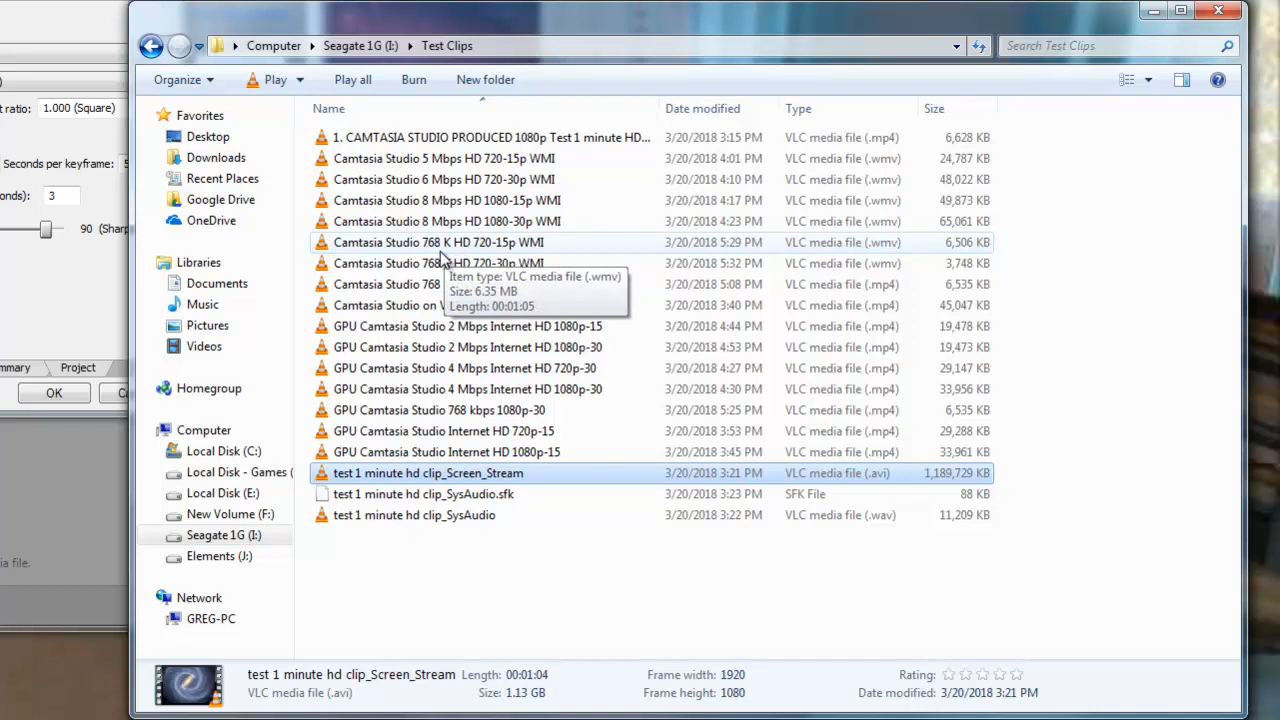 Computer Seagate 1G (I:) Test Clips Search Test Clips
Organize Play Play all Burn New folder
Name Date modified Type Size
1. CAMTASIA STUDIO PRODUCED 1080p Test 1 minute HD... 3/20/2018 3:15 PM VLC media file (.mp4) 6,628 KB
Camtasia Studio 5 Mbps HD 720-15p WMI 3/20/2018 4:01 PM VLC media file (.wmv) 24,787 KB
Camtasia Studio 6 Mbps HD 720-30p WMI 3/20/2018 4:10 PM VLC media file (.wmv) 48,022 KB
Camtasia Studio 8 Mbps HD 1080-15p WMI 3/20/2018 4:17 PM VLC media file (.wmv) 49,873 KB
Camtasia Studio 8 Mbps HD 1080-30p WMI 3/20/2018 4:23 PM VLC media file (.wmv) 65,061 KB
Camtasia Studio 768 K HD 720-15p WMI 3/20/2018 5:29 PM VLC media file (.wmv) 6,506 KB
Camtasia Studio 768 HD 720-30p WMI 3/20/2018 5:32 PM VLC media file (.wmv) 3,748 KB
Camtasia Studio 768 3/20/2018 5:08 PM VLC media file (.mp4) 6,535 KB
Camtasia Studio on 3/20/2018 3:40 PM VLC media file (.mp4) 45,047 KB
GPU Camtasia Studio 2 Mbps Internet HD 1080p-15 3/20/2018 4:44 PM VLC media file (.mp4) 19,478 KB
GPU Camtasia Studio 2 Mbps Internet HD 1080p-30 3/20/2018 4:53 PM VLC media file (.mp4) 19,473 KB
GPU Camtasia Studio 4 Mbps Internet HD 720p-30 3/20/2018 4:27 PM VLC media file (.mp4) 29,147 KB
GPU Camtasia Studio 4 Mbps Internet HD 1080p-30 3/20/2018 4:30 PM VLC media file (.mp4) 33,956 KB
GPU Camtasia Studio 768 kbps 1080p-30 3/20/2018 5:25 PM VLC media file (.mp4) 6,535 KB
GPU Camtasia Studio Internet HD 720p-15 3/20/2018 3:53 PM VLC media file (.mp4) 29,288 KB
GPU Camtasia Studio Internet HD 1080p-15 3/20/2018 3:45 PM VLC media file (.mp4) 33,961 KB
test 1 minute hd clip_Screen_Stream 3/20/2018 3:21 PM VLC media file (.avi) 1,189,729 KB
test 1 minute hd clip_SysAudio.sfk 3/20/2018 3:23 PM SFK File 88 KB
test 1 minute hd clip_SysAudio 3/20/2018 3:22 PM VLC media file (.wav) 11,209 KB
Item type: VLC media file (.wmv)
Size: 6.35 MB
Length: 00:01:05
Favorites
Desktop
Downloads
Recent Places
Google Drive
OneDrive
Libraries
Documents
Music
Pictures
Videos
Homegroup
Computer
Local Disk (C:)
Local Disk - Games (
Local Disk (E:)
New Volume (F:)
Seagate 1G (I:)
Elements (J:)
Network
GREG-PC
test 1 minute hd clip_Screen_Stream Length: 00:01:04 Frame width: 1920 Rating:
VLC media file (.avi) Size: 1.13 GB Frame height: 1080 Date modified: 3/20/2018 3:21 PM
t ratio: 1.000 (Square)
Seconds per keyframe: 5
onds): 3
90 (Sharp
mmary Project
OK Ca
dia file.